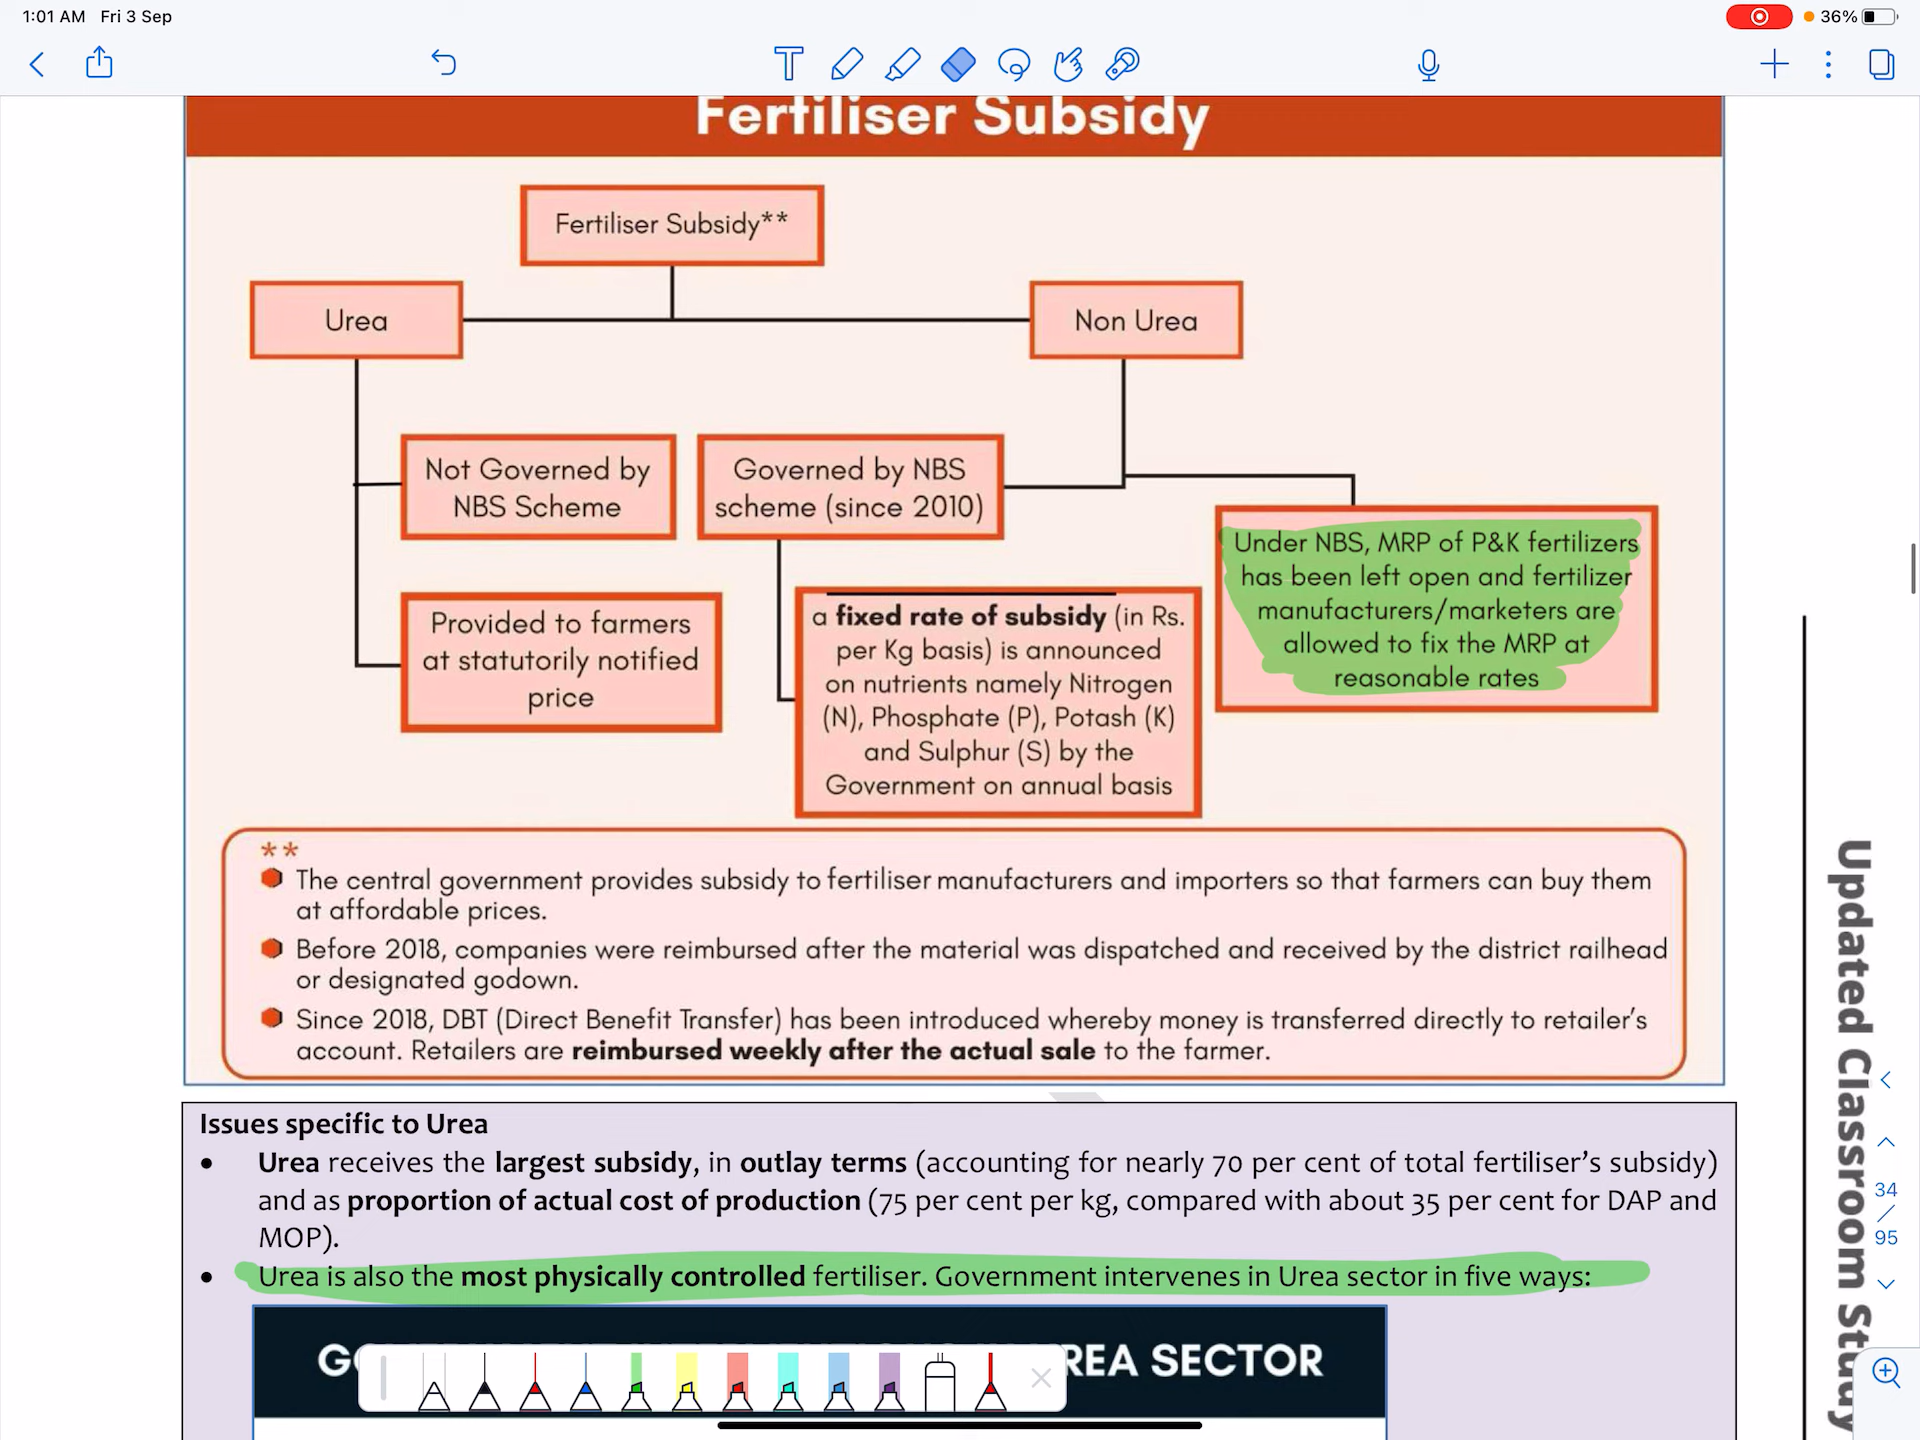 1:01 AM Fri 3 Sep
36%
Fertiliser Subsidy
Fertiliser Subsidy**
Urea
Non Urea
Not Governed by
NBS Scheme
Governed by NBS
scheme (since 2010)
Under NBS, MRP of P&K fertilizers
has been left open and fertilizer
manufacturers/marketers are
allowed to fix the MRP at
reasonable rates
Provided to farmers
at statutorily notified
price
a fixed rate of subsidy (in Rs.
per Kg basis) is announced
on nutrients namely Nitrogen
(N), Phosphate (P), Potash (K)
and Sulphur (S) by the
Government on annual basis
**
The central government provides subsidy to fertiliser manufacturers and importers so that farmers can buy them
at affordable prices.
Before 2018, companies were reimbursed after the material was dispatched and received by the district railhead
or designated godown.
Since 2018, DBT (Direct Benefit Transfer) has been introduced whereby money is transferred directly to retailer's
account. Retailers are reimbursed weekly after the actual sale to the farmer.
Issues specific to Urea
• Urea receives the largest subsidy, in outlay terms (accounting for nearly 70 per cent of total fertiliser's subsidy)
and as proportion of actual cost of production (75 per cent per kg, compared with about 35 per cent for DAP and
MOP).
• Urea is also the most physically controlled fertiliser. Government intervenes in Urea sector in five ways:
SECTOR
Updated Classroom Study
34
/
95